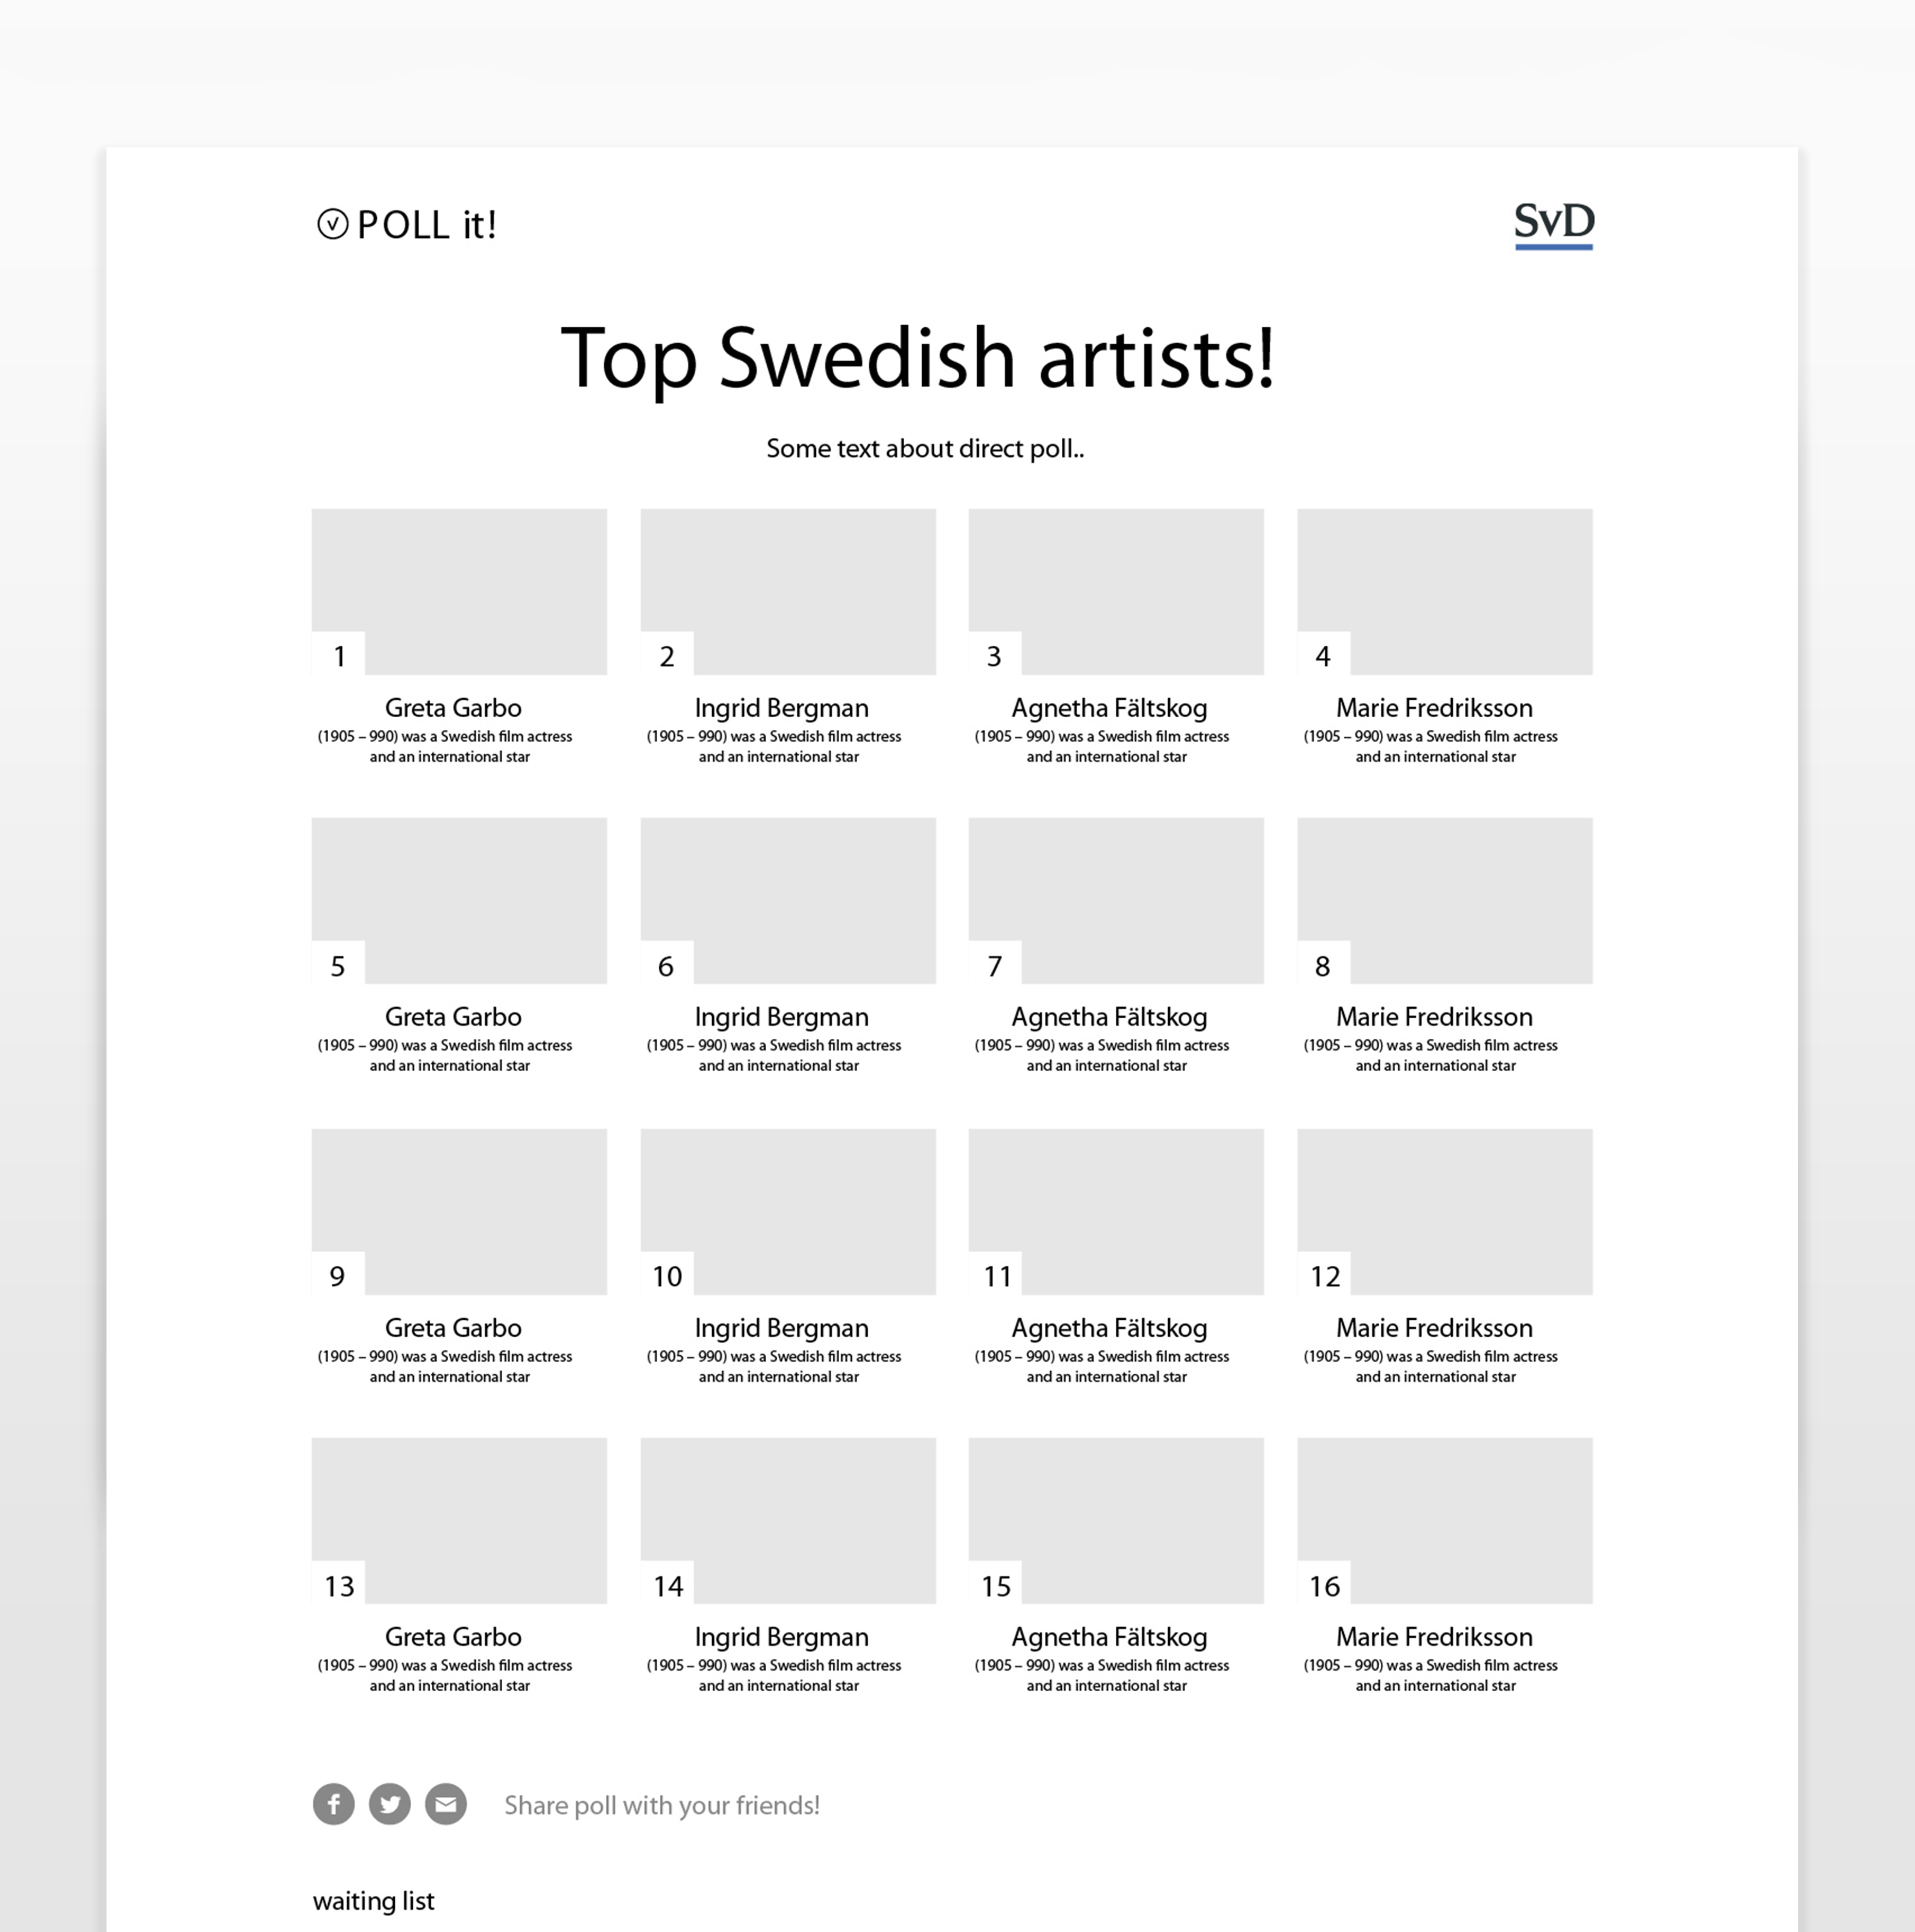 POLL it!
SvD
Top Swedish artists!
Some text about direct poll..
1
2
3
4
Greta Garbo
(1905 – 990) was a Swedish film actress
and an international star
Ingrid Bergman
(1905 – 990) was a Swedish film actress
and an international star
Agnetha Fältskog
(1905 – 990) was a Swedish film actress
and an international star
Marie Fredriksson
(1905 – 990) was a Swedish film actress
and an international star
5
6
7
8
Greta Garbo
(1905 – 990) was a Swedish film actress
and an international star
Ingrid Bergman
(1905 – 990) was a Swedish film actress
and an international star
Agnetha Fältskog
(1905 – 990) was a Swedish film actress
and an international star
Marie Fredriksson
(1905 – 990) was a Swedish film actress
and an international star
9
10
11
12
Greta Garbo
(1905 – 990) was a Swedish film actress
and an international star
Ingrid Bergman
(1905 – 990) was a Swedish film actress
and an international star
Agnetha Fältskog
(1905 – 990) was a Swedish film actress
and an international star
Marie Fredriksson
(1905 – 990) was a Swedish film actress
and an international star
13
14
15
16
Greta Garbo
(1905 – 990) was a Swedish film actress
and an international star
Ingrid Bergman
(1905 – 990) was a Swedish film actress
and an international star
Agnetha Fältskog
(1905 – 990) was a Swedish film actress
and an international star
Marie Fredriksson
(1905 – 990) was a Swedish film actress
and an international star
Share poll with your friends!
waiting list